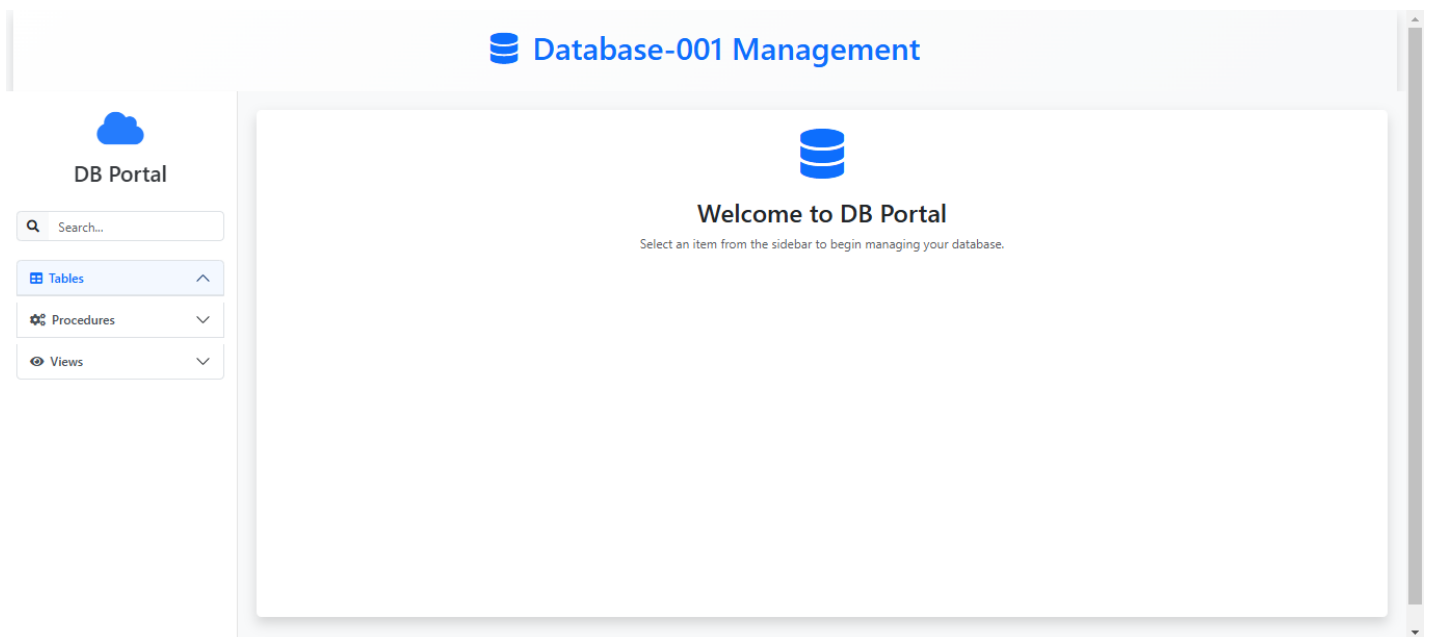 Database-001 Management
DB Portal
Search...
Tables
Procedures
Views
Welcome to DB Portal
Select an item from the sidebar to begin managing your database.